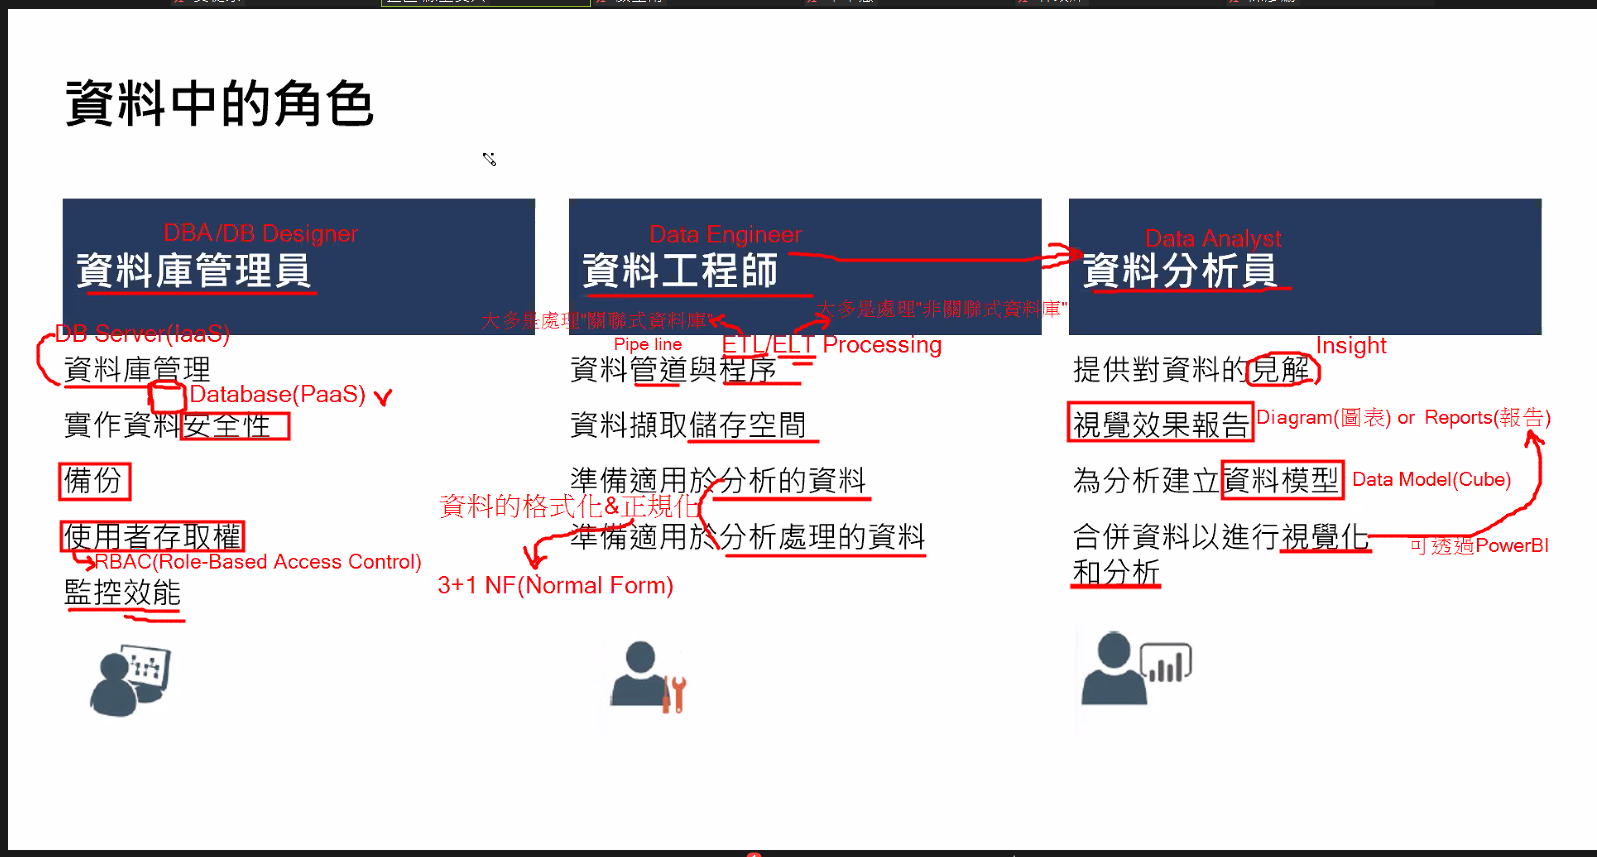 資料中的角色
DBA/DB Designer
資料庫管理員
DB Server(IaaS)
資料庫管理
Database(PaaS)
實作資料安全性
備份
使用者存取權
RBAC(Role-Based Access Control)
監控效能
Data Engineer
資料工程師
大多是處理"關聯式資料庫"
大多是處理"非關聯式資料庫"
Pipe line
ETL/ELT Processing
資料管道與程序
資料擷取儲存空間
準備適用於分析的資料
資料的格式化&正規化
準備適用於分析處理的資料
3+1 NF(Normal Form)
Data Analyst
資料分析員
Insight
提供對資料的見解
視覺效果報告
Diagram(圖表) or Reports(報告)
為分析建立資料模型
Data Model(Cube)
合併資料以進行視覺化
可透過PowerBI
和分析